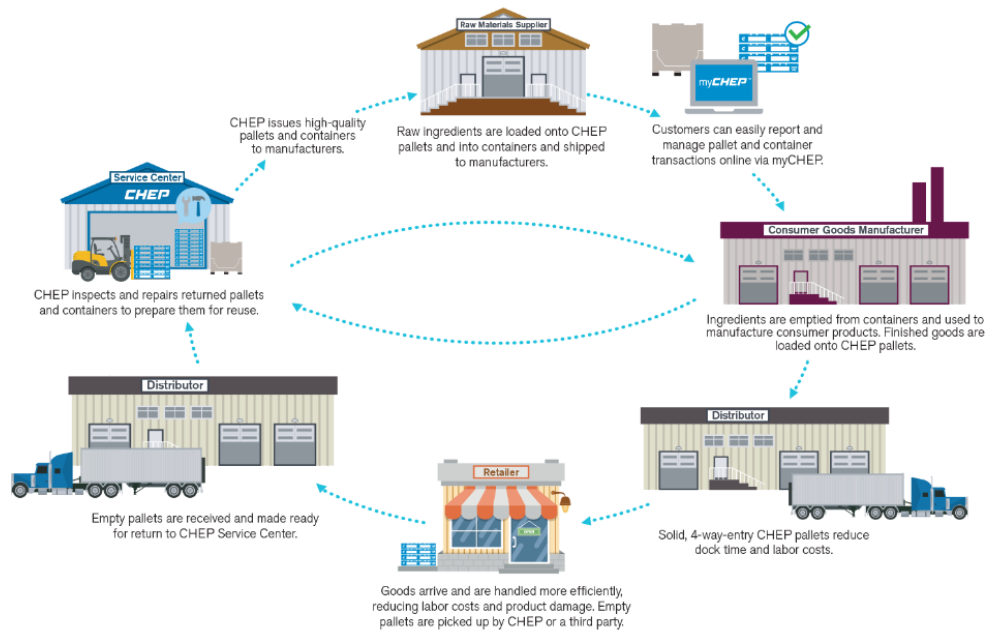 Raw Materials Supplier
myCHEP
CHEP issues high-quality
pallets and containers
to manufacturers.
Raw ingredients are loaded onto CHEP
pallets and into containers and shipped
to manufacturers.
Customers can easily report and
manage pallet and container
transactions online via myCHEP.
Service Center
CHEP
CHEP inspects and repairs returned pallets
and containers to prepare them for reuse.
Consumer Goods Manufacturer
Ingredients are emptied from containers and used to
manufacture consumer products. Finished goods are
loaded onto CHEP pallets.
Distributor
Empty pallets are received and made ready
for return to CHEP Service Center.
Distributor
Solid, 4-way-entry CHEP pallets reduce
dock time and labor costs.
Retailer
OPEN
Goods arrive and are handled more efficiently,
reducing labor costs and product damage. Empty
pallets are picked up by CHEP or a third party.